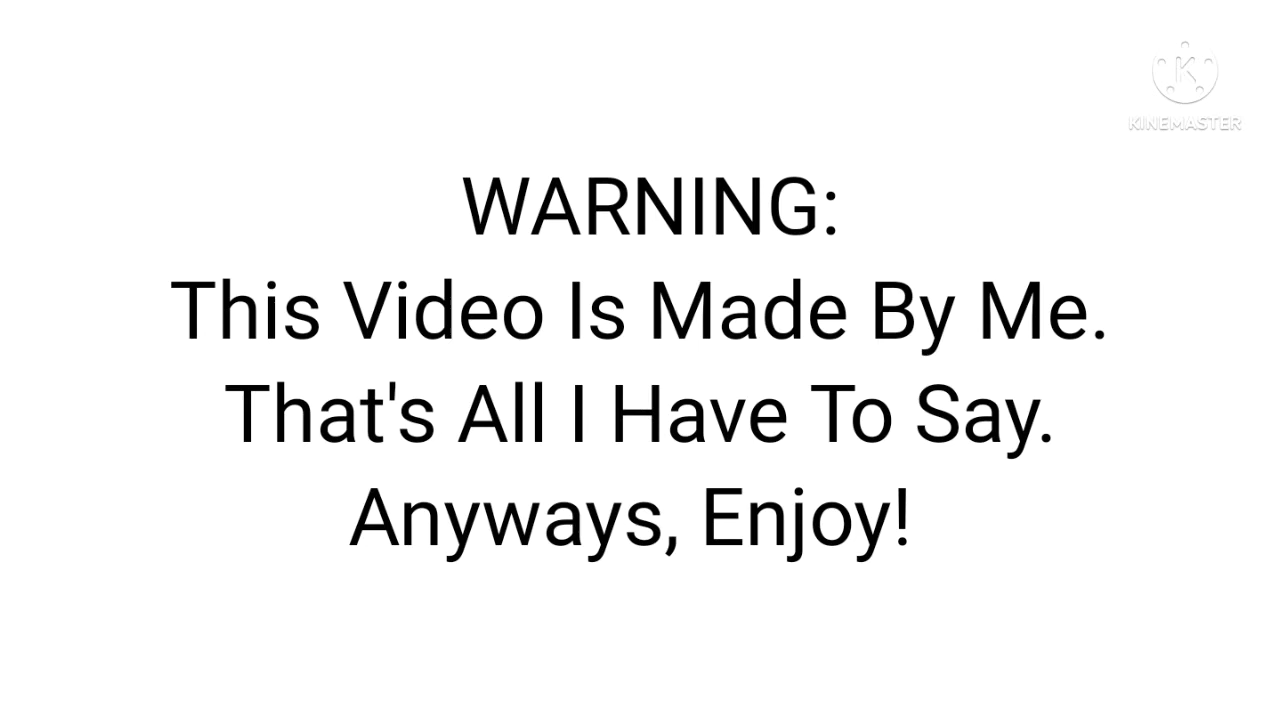 KINEMASTER
WARNING:
This Video Is Made By Me.
That's All I Have To Say.
Anyways, Enjoy!